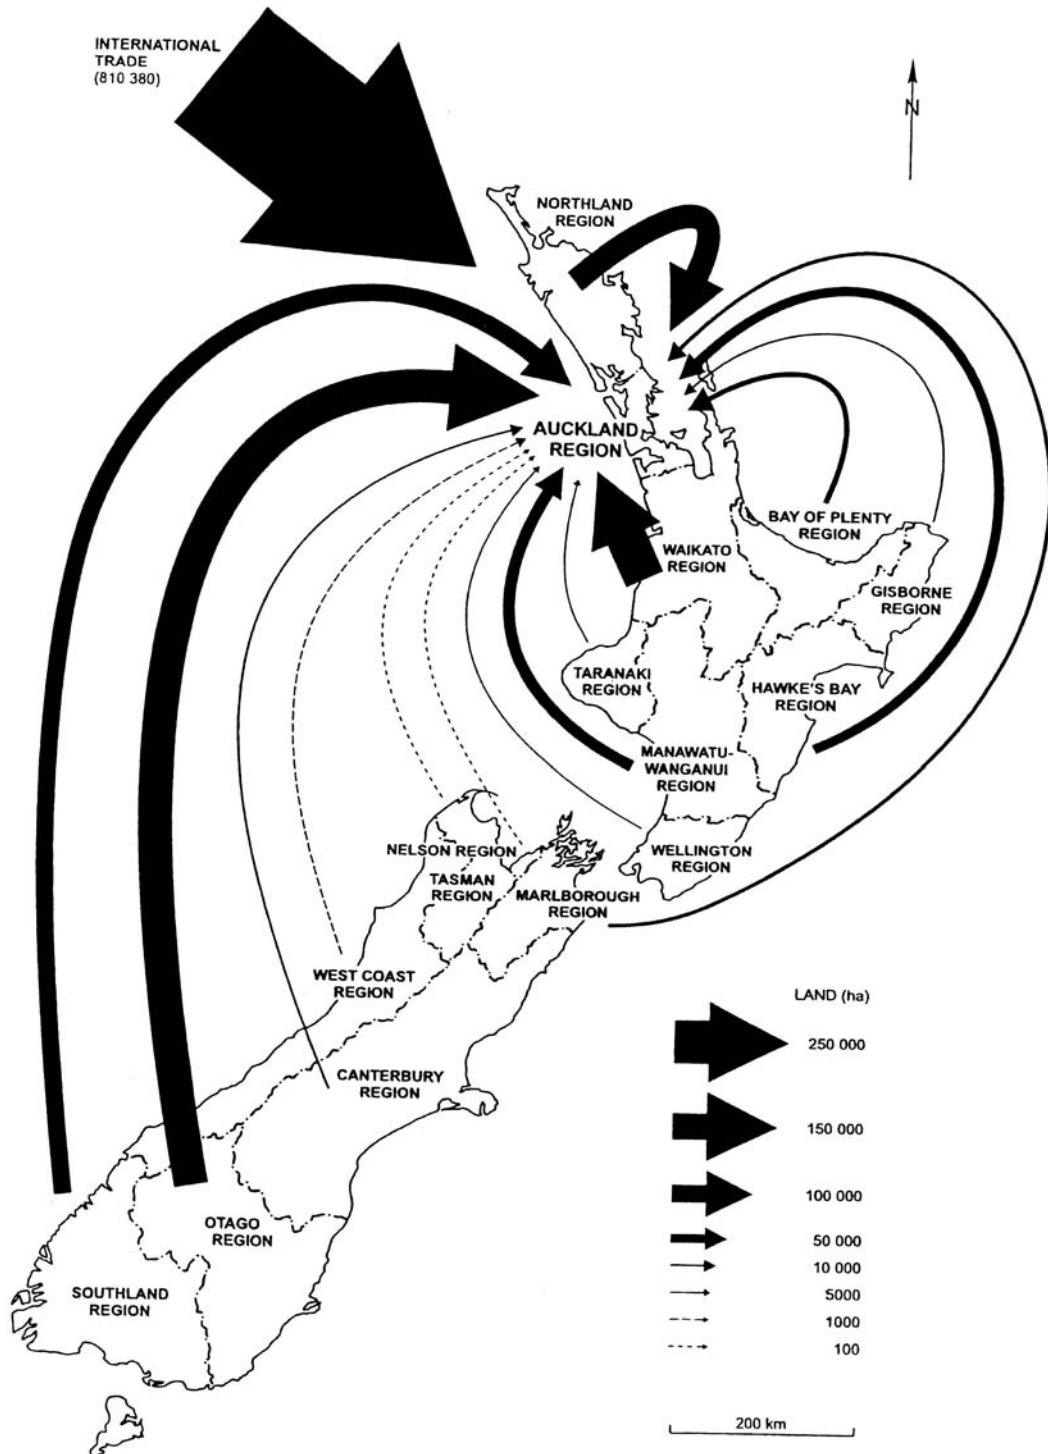 INTERNATIONAL
TRADE
(810 380)
N
NORTHLAND
REGION
AUCKLAND
REGION
BAY OF PLENTY
REGION
WAIKATO
REGION
GISBORNE
REGION
TARANAKI
REGION
HAWKE'S BAY
REGION
MANAWATU-
WANGANUI
REGION
NELSON REGION
WELLINGTON
REGION
TASMAN
REGION
MARLBOROUGH
REGION
WEST COAST
REGION
CANTERBURY
REGION
OTAGO
REGION
SOUTHLAND
REGION
LAND (ha)
250 000
150 000
100 000
50 000
10 000
5000
1000
100
200 km